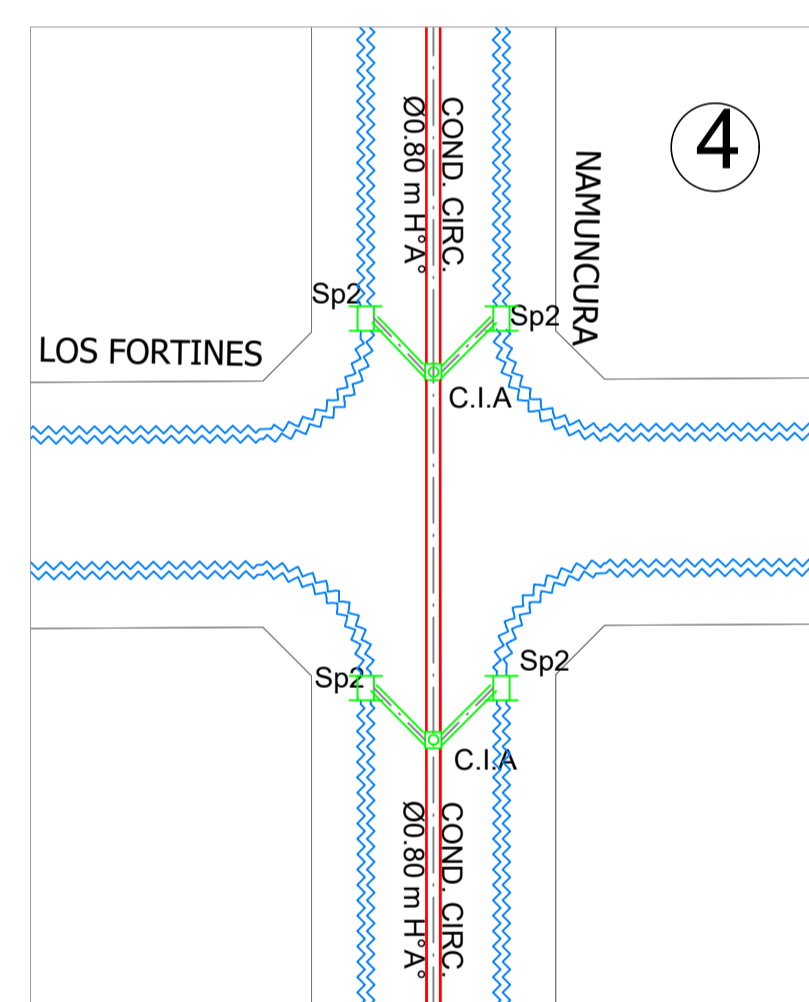 COND. CIRC.
Ø0.80 m H°A°
4
NAMUNCURA
Sp2
Sp2
LOS FORTINES
C.I.A
Sp2
Sp2
C.I.A
COND. CIRC.
Ø0.80 m H°A°